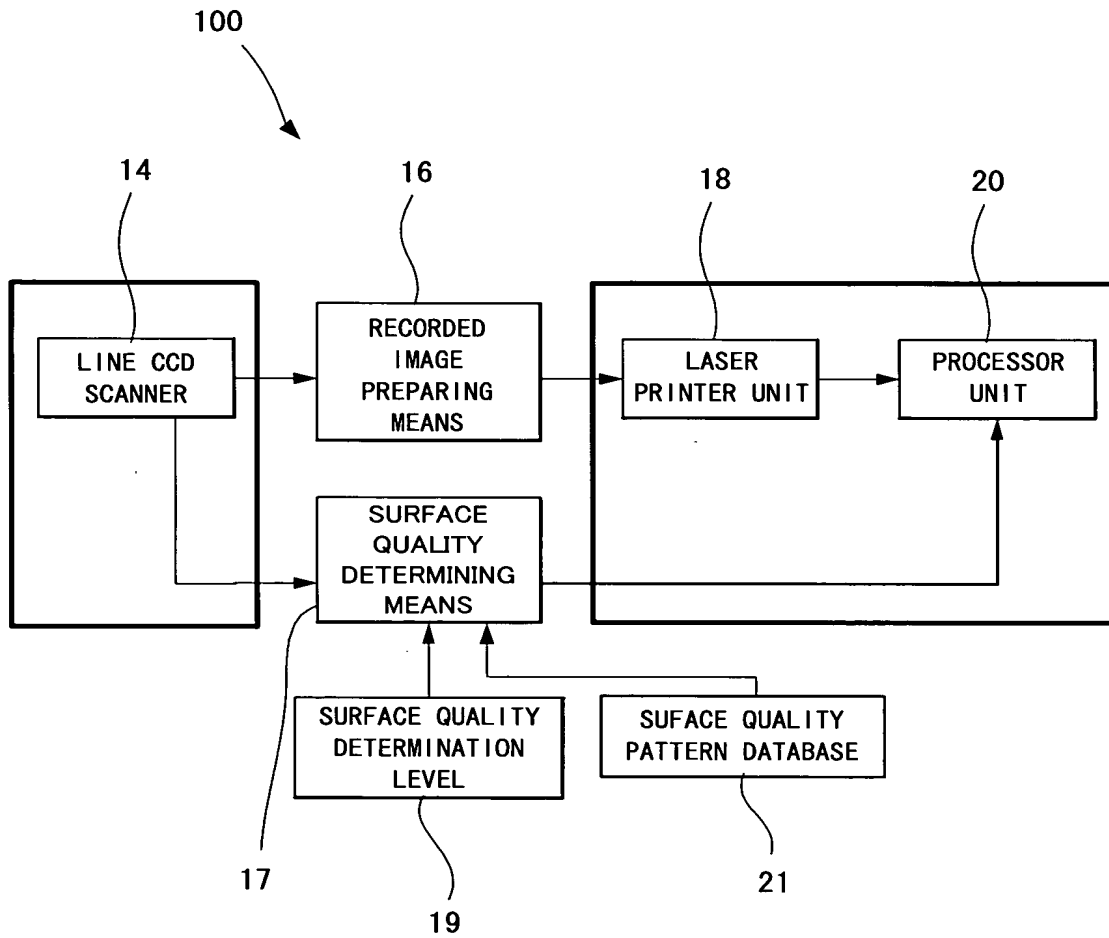 100
14
16
18
20
LINE CCD
SCANNER
RECORDED
IMAGE
PREPARING
MEANS
LASER
PRINTER UNIT
PROCESSOR
UNIT
SURFACE
QUALITY
DETERMINING
MEANS
SURFACE QUALITY
DETERMINATION
LEVEL
SUFACE QUALITY
PATTERN DATABASE
17
19
21